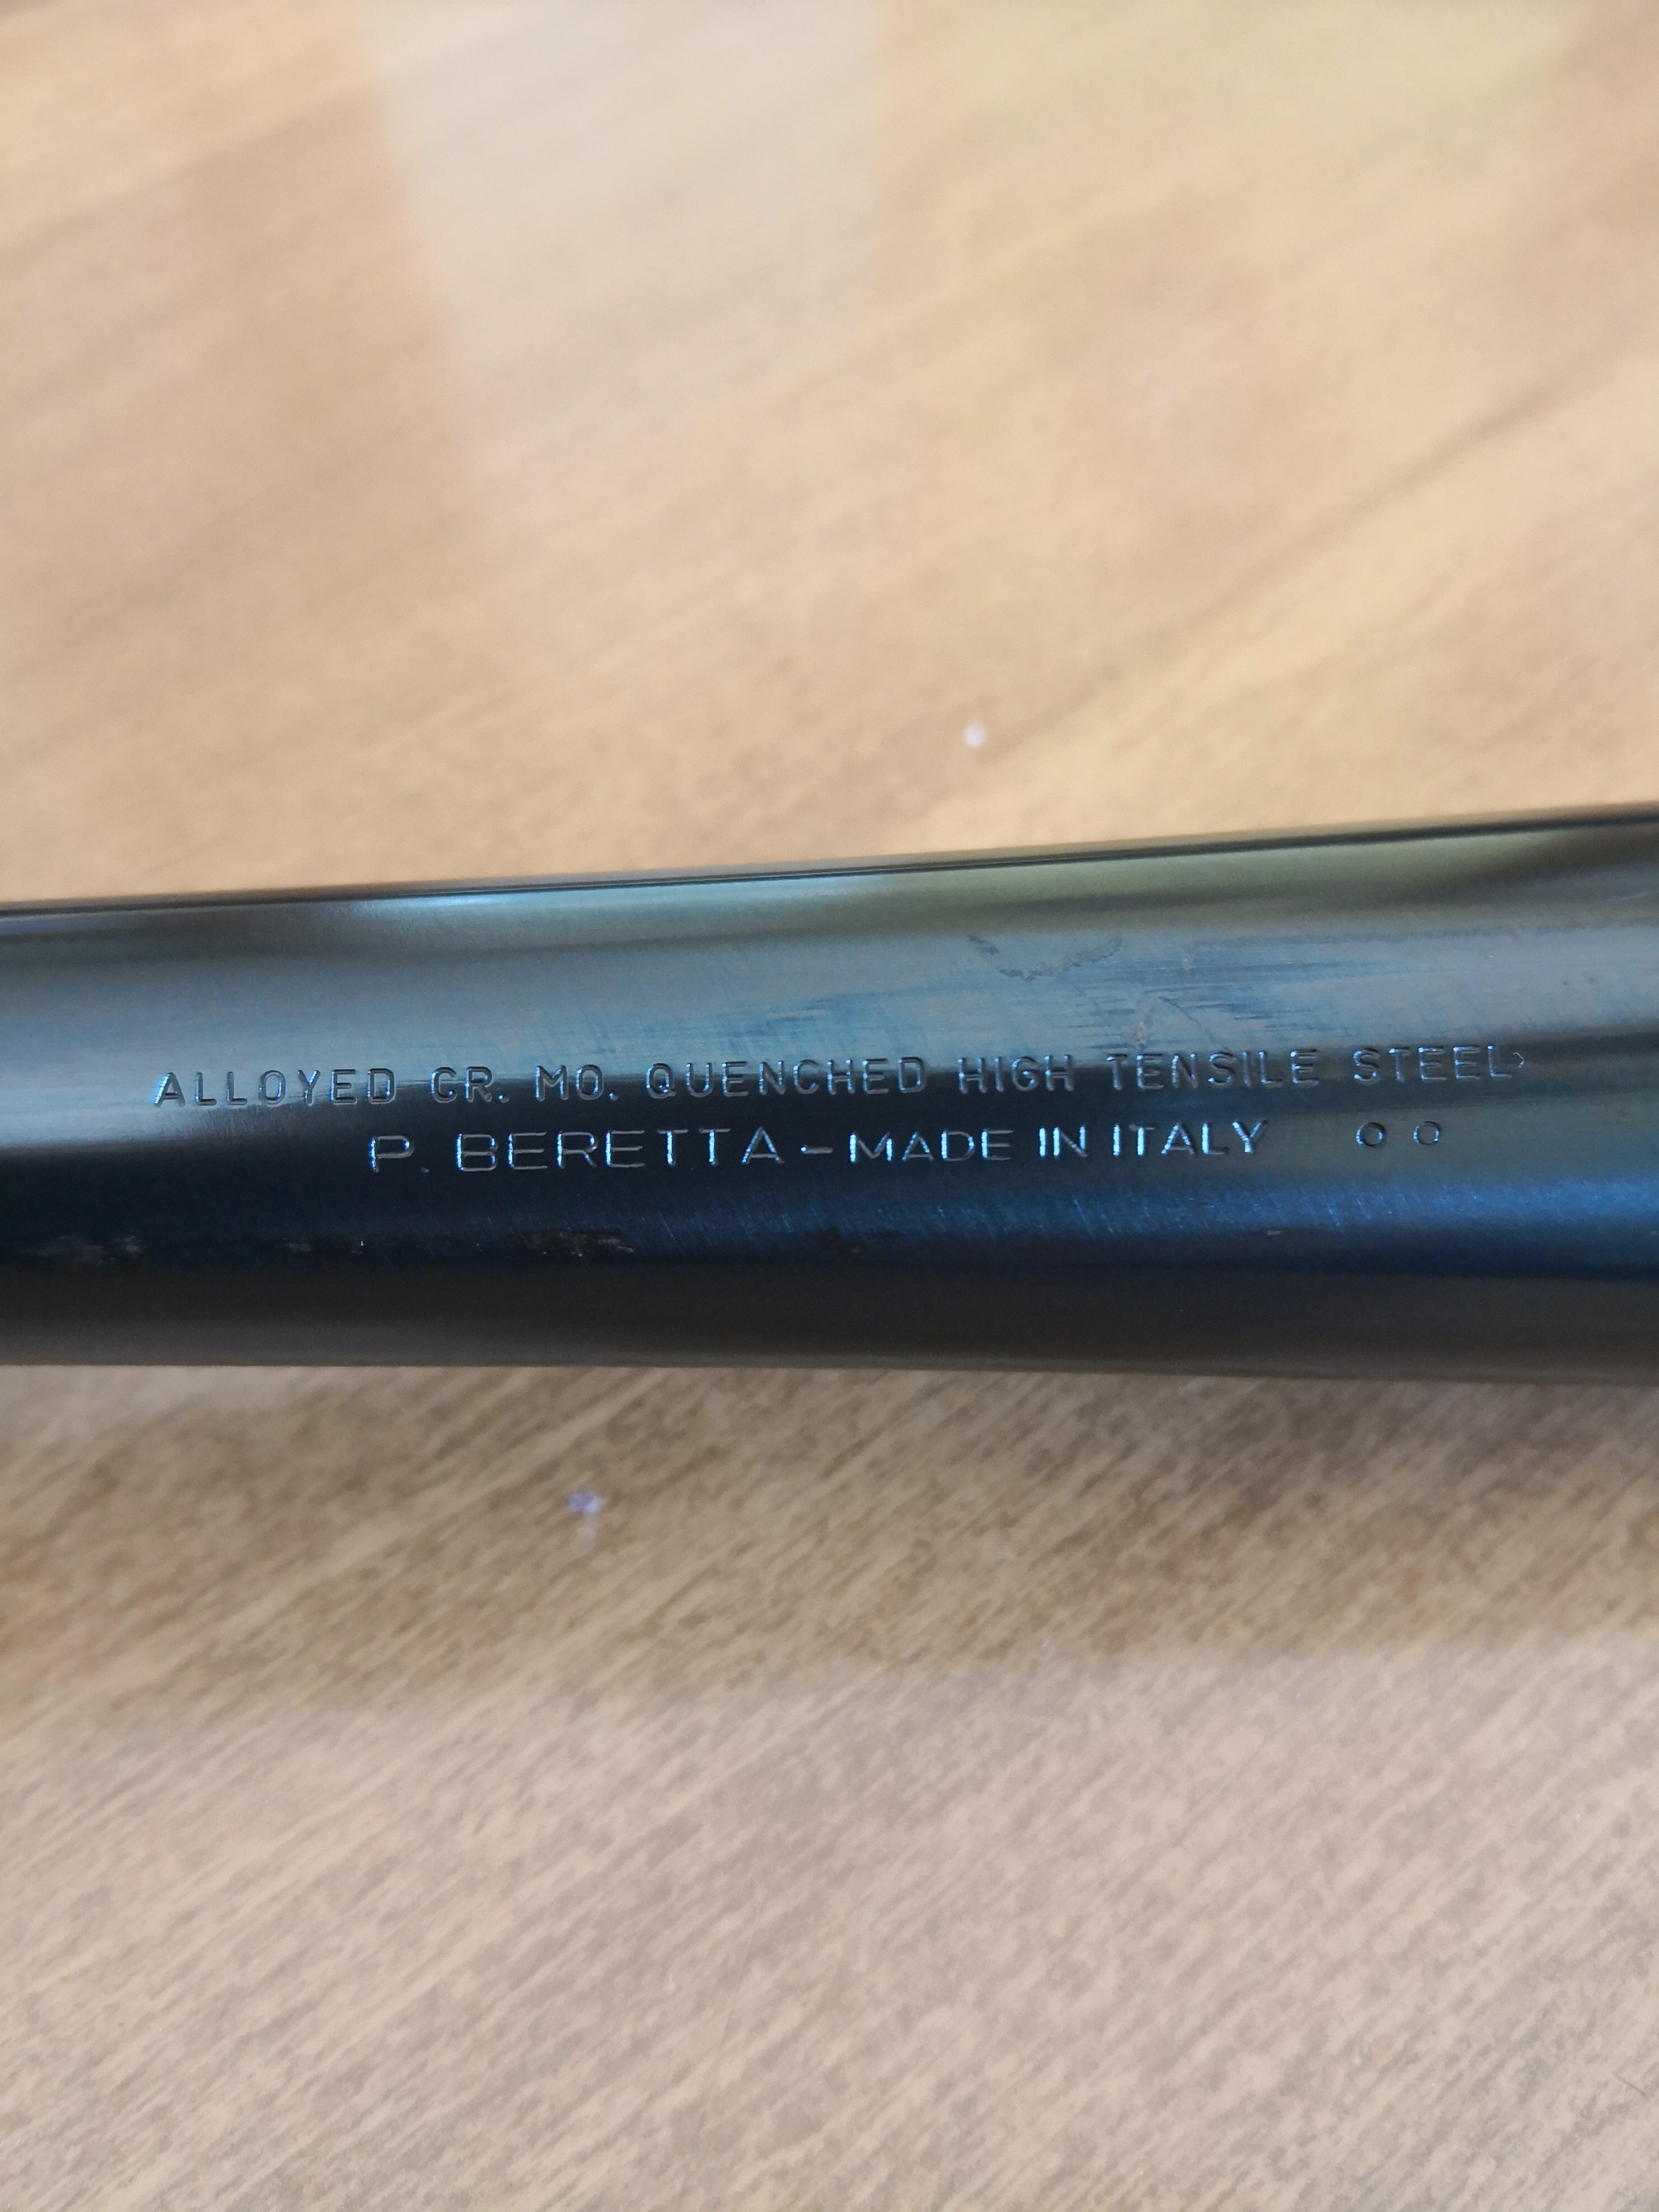 ALLOYED CR. MO. QUENCHED HIGH TENSILE STEEL
P. BERETTA - MADE IN ITALY O O